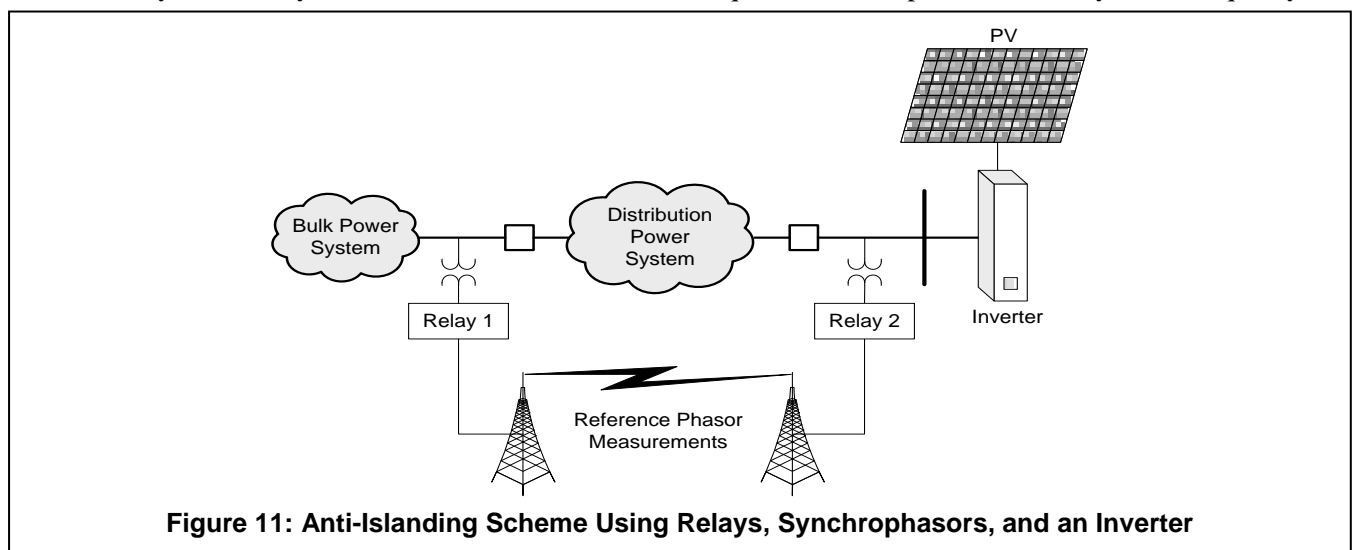 PV
Bulk Power
System
Distribution
Power
System
Relay 1
Relay 2
Inverter
Reference Phasor
Measurements
Figure 11: Anti-Islanding Scheme Using Relays, Synchrophasors, and an Inverter